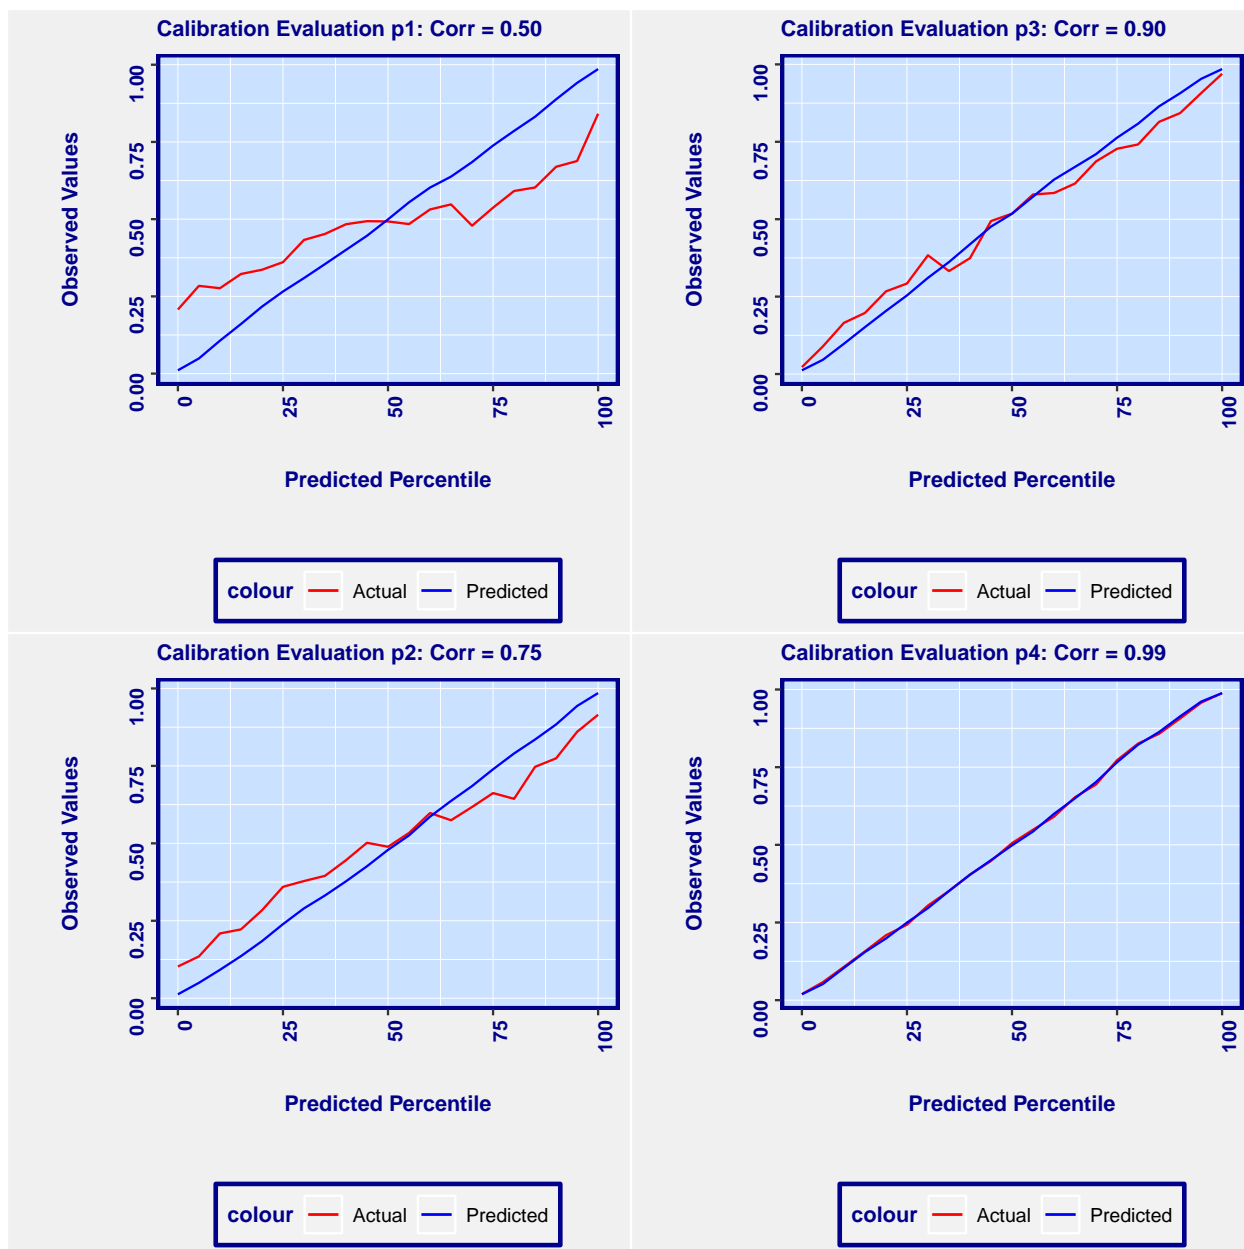 Calibration Evaluation p1: Corr = 0.50
Observed Values
1.00
0.75
0.50
0.25
0.00
0
25
50
75
100
Predicted Percentile
colour Actual Predicted
Calibration Evaluation p3: Corr = 0.90
Observed Values
1.00
0.75
0.50
0.25
0.00
0
25
50
75
100
Predicted Percentile
colour Actual Predicted
Calibration Evaluation p2: Corr = 0.75
Observed Values
1.00
0.75
0.50
0.25
0.00
0
25
50
75
100
Predicted Percentile
colour Actual Predicted
Calibration Evaluation p4: Corr = 0.99
Observed Values
1.00
0.75
0.50
0.25
0.00
0
25
50
75
100
Predicted Percentile
colour Actual Predicted